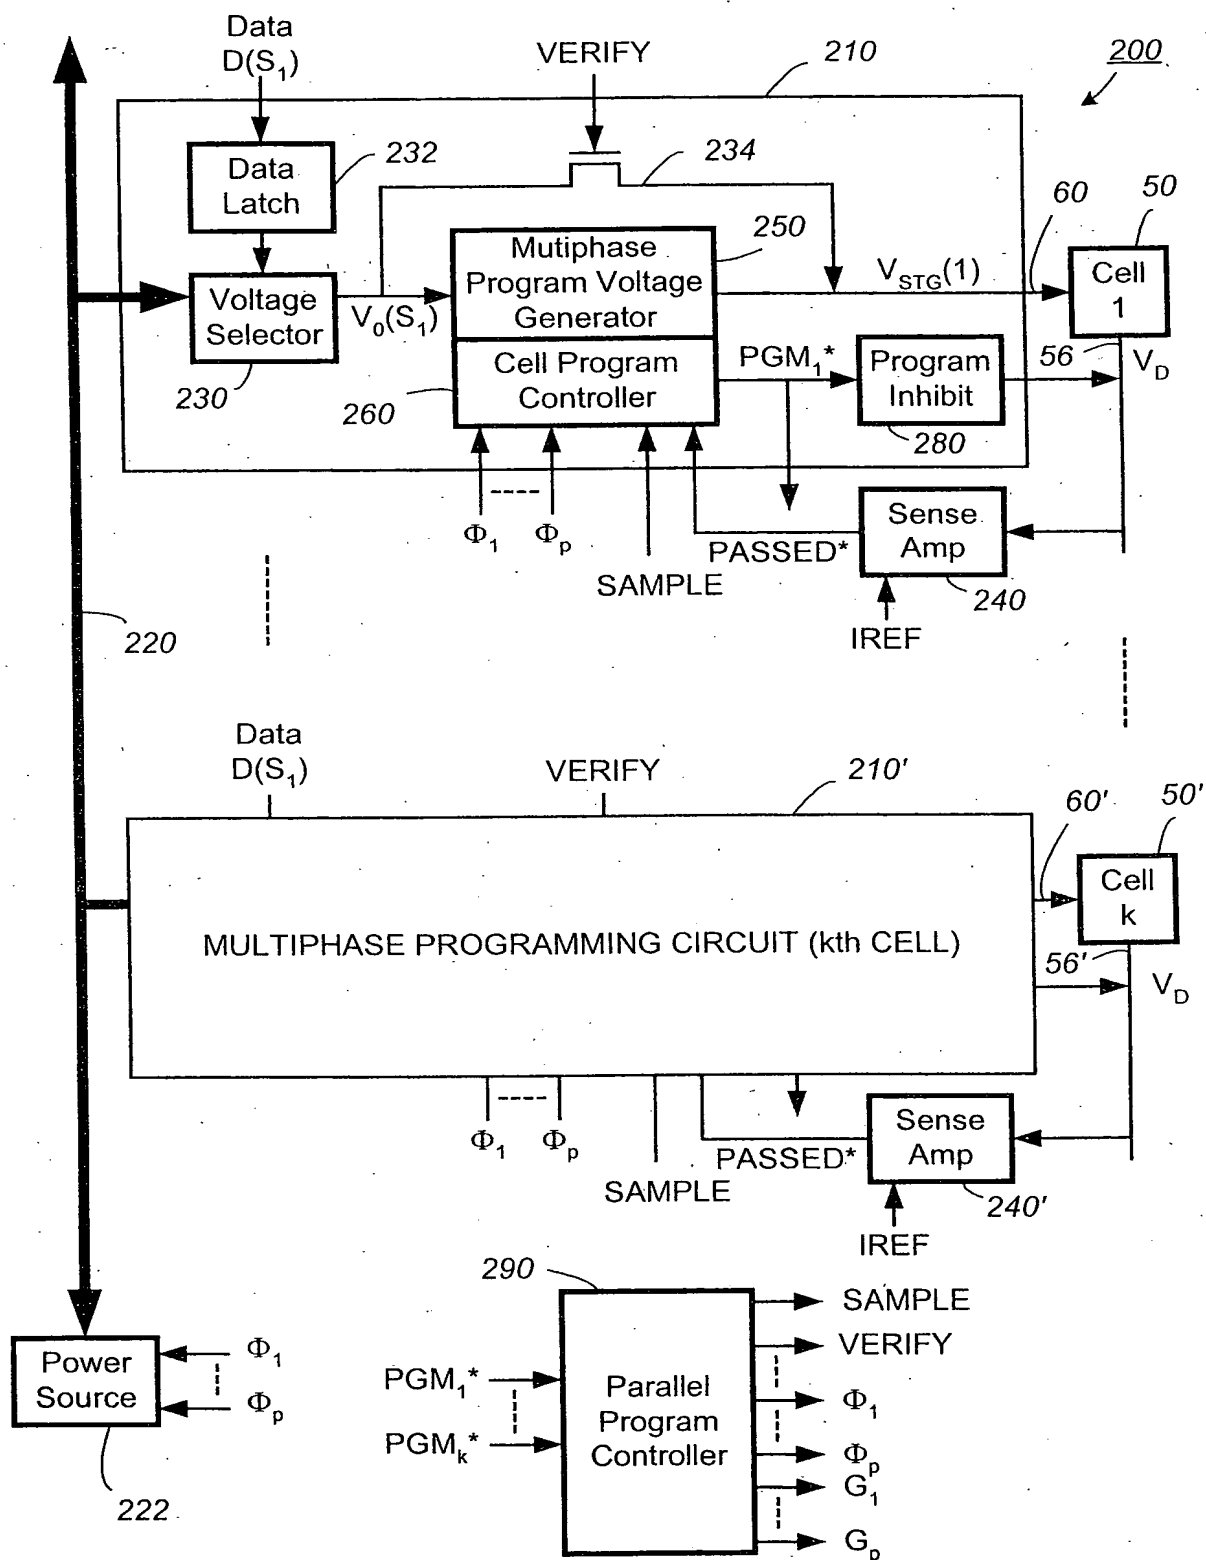 Data
D(S₁)
VERIFY
210
200
Data
Latch
232
234
60
50
Mutiphase
Program Voltage
Generator
250
V_STG(1)
Cell
1
Voltage
Selector
V₀(S₁)
230
Cell Program
Controller
260
PGM₁*
Program
Inhibit
280
56
V_D
Φ₁
Φₚ
SAMPLE
PASSED*
Sense
Amp
240
IREF
220
Data
D(S₁)
VERIFY
210'
60'
50'
Cell
k
MULTIPHASE PROGRAMMING CIRCUIT (kth CELL)
56'
V_D
Φ₁
Φₚ
SAMPLE
PASSED*
Sense
Amp
240'
IREF
290
SAMPLE
VERIFY
Φ₁
Φₚ
G₁
Gₚ
Parallel
Program
Controller
PGM₁*
PGMₖ*
Power
Source
Φ₁
Φₚ
222